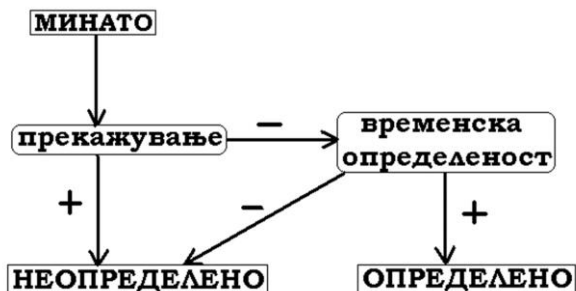 МИНАТО
прекажување
−
временска
определеност
+
−
+
НЕОПРЕДЕЛЕНО
ОПРЕДЕЛЕНО